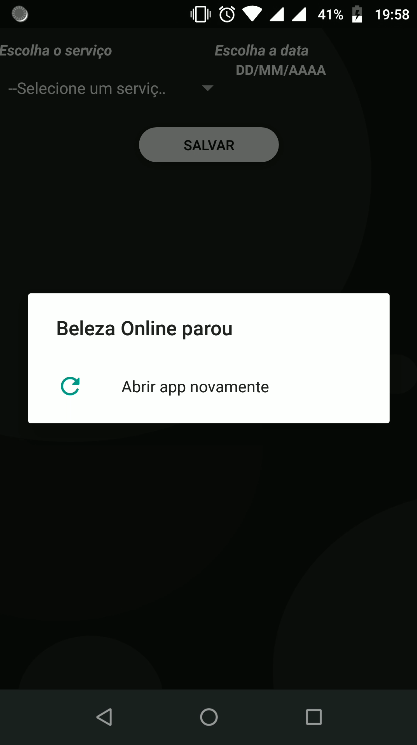 41% 19:58
Escolha o serviço Escolha a data
DD/MM/AAAA
--Selecione um serviç..
SALVAR
Beleza Online parou
Abrir app novamente